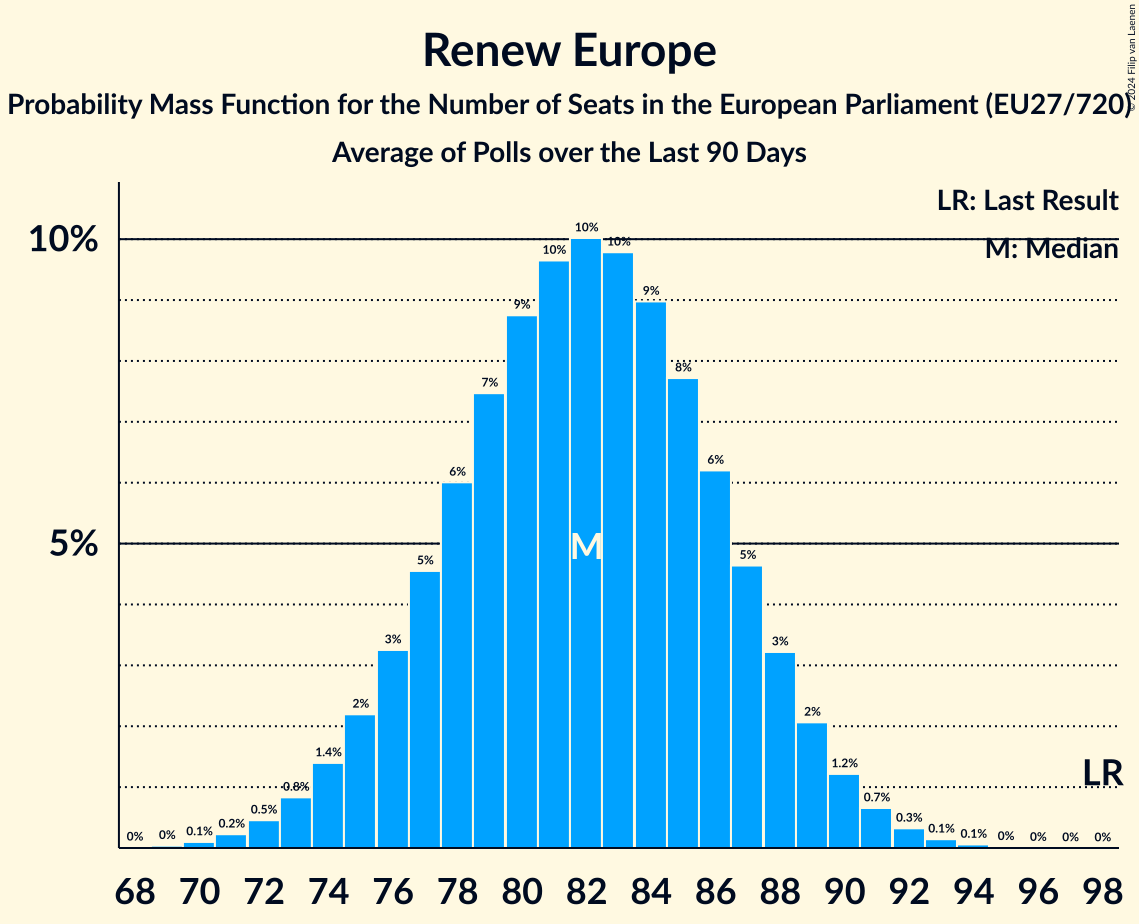 Renew Europe
Probability Mass Function for the Number of Seats in the European Parliament (EU27/720)
Average of Polls over the Last 90 Days
© 2024 Filip van Laenen
LR: Last Result
M: Median
10%
5%
0% 0% 0.1% 0.2% 0.5% 0.8% 1.4% 2% 3% 5% 6% 7% 9% 10% 10% 10% 9% 8% 6% 5% 3% 2% 1.2% 0.7% 0.3% 0.1% 0.1% 0% 0% 0% 0%
M
LR
68 70 72 74 76 78 80 82 84 86 88 90 92 94 96 98